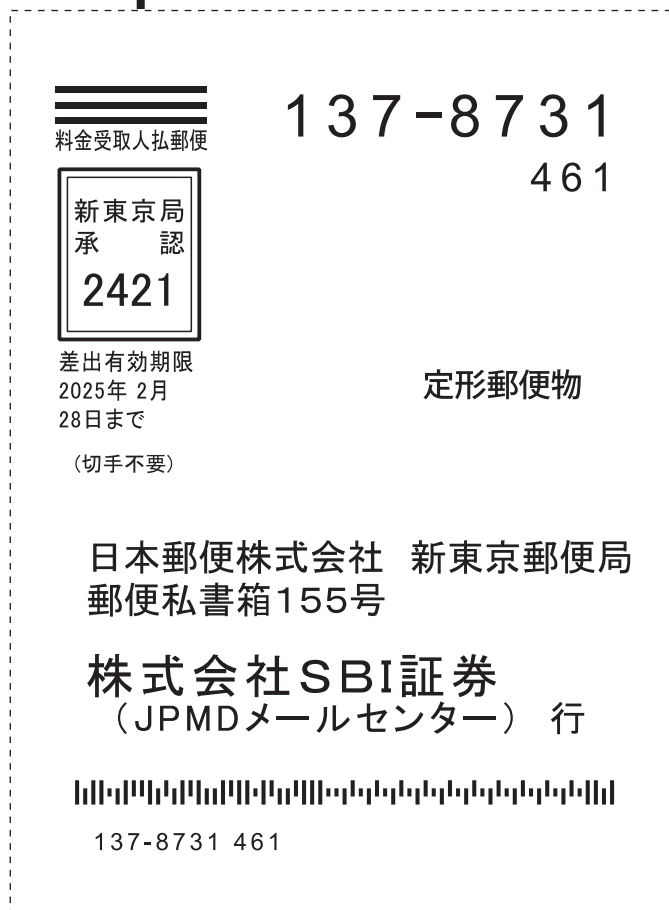 137-8731
461
料金受取人払郵便
新東京局
承 認
2421
差出有効期限
2025年 2月
28日まで
（切手不要）
定形郵便物
日本郵便株式会社 新東京郵便局
郵便私書箱155号
株式会社SBI証券
（JPMDメールセンター） 行
137-8731 461